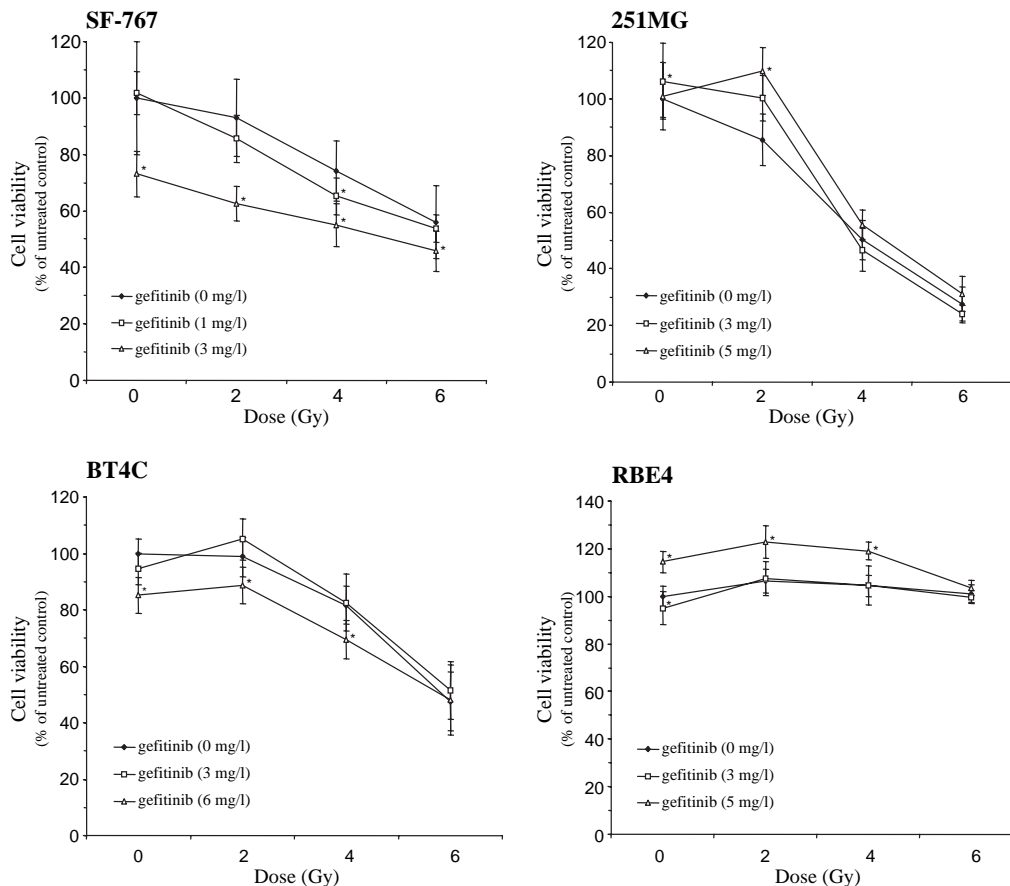 SF-767
120
100
80
60
40
20
0
Cell viability
(% of untreated control)
gefitinib (0 mg/l)
gefitinib (1 mg/l)
gefitinib (3 mg/l)
* * * * *
0 2 4 6
Dose (Gy)
251MG
120
100
80
60
40
20
0
Cell viability
(% of untreated control)
gefitinib (0 mg/l)
gefitinib (3 mg/l)
gefitinib (5 mg/l)
* *
0 2 4 6
Dose (Gy)
BT4C
120
100
80
60
40
20
0
Cell viability
(% of untreated control)
gefitinib (0 mg/l)
gefitinib (3 mg/l)
gefitinib (6 mg/l)
* * *
0 2 4 6
Dose (Gy)
RBE4
140
120
100
80
60
40
20
0
Cell viability
(% of untreated control)
gefitinib (0 mg/l)
gefitinib (3 mg/l)
gefitinib (5 mg/l)
* * * *
0 2 4 6
Dose (Gy)